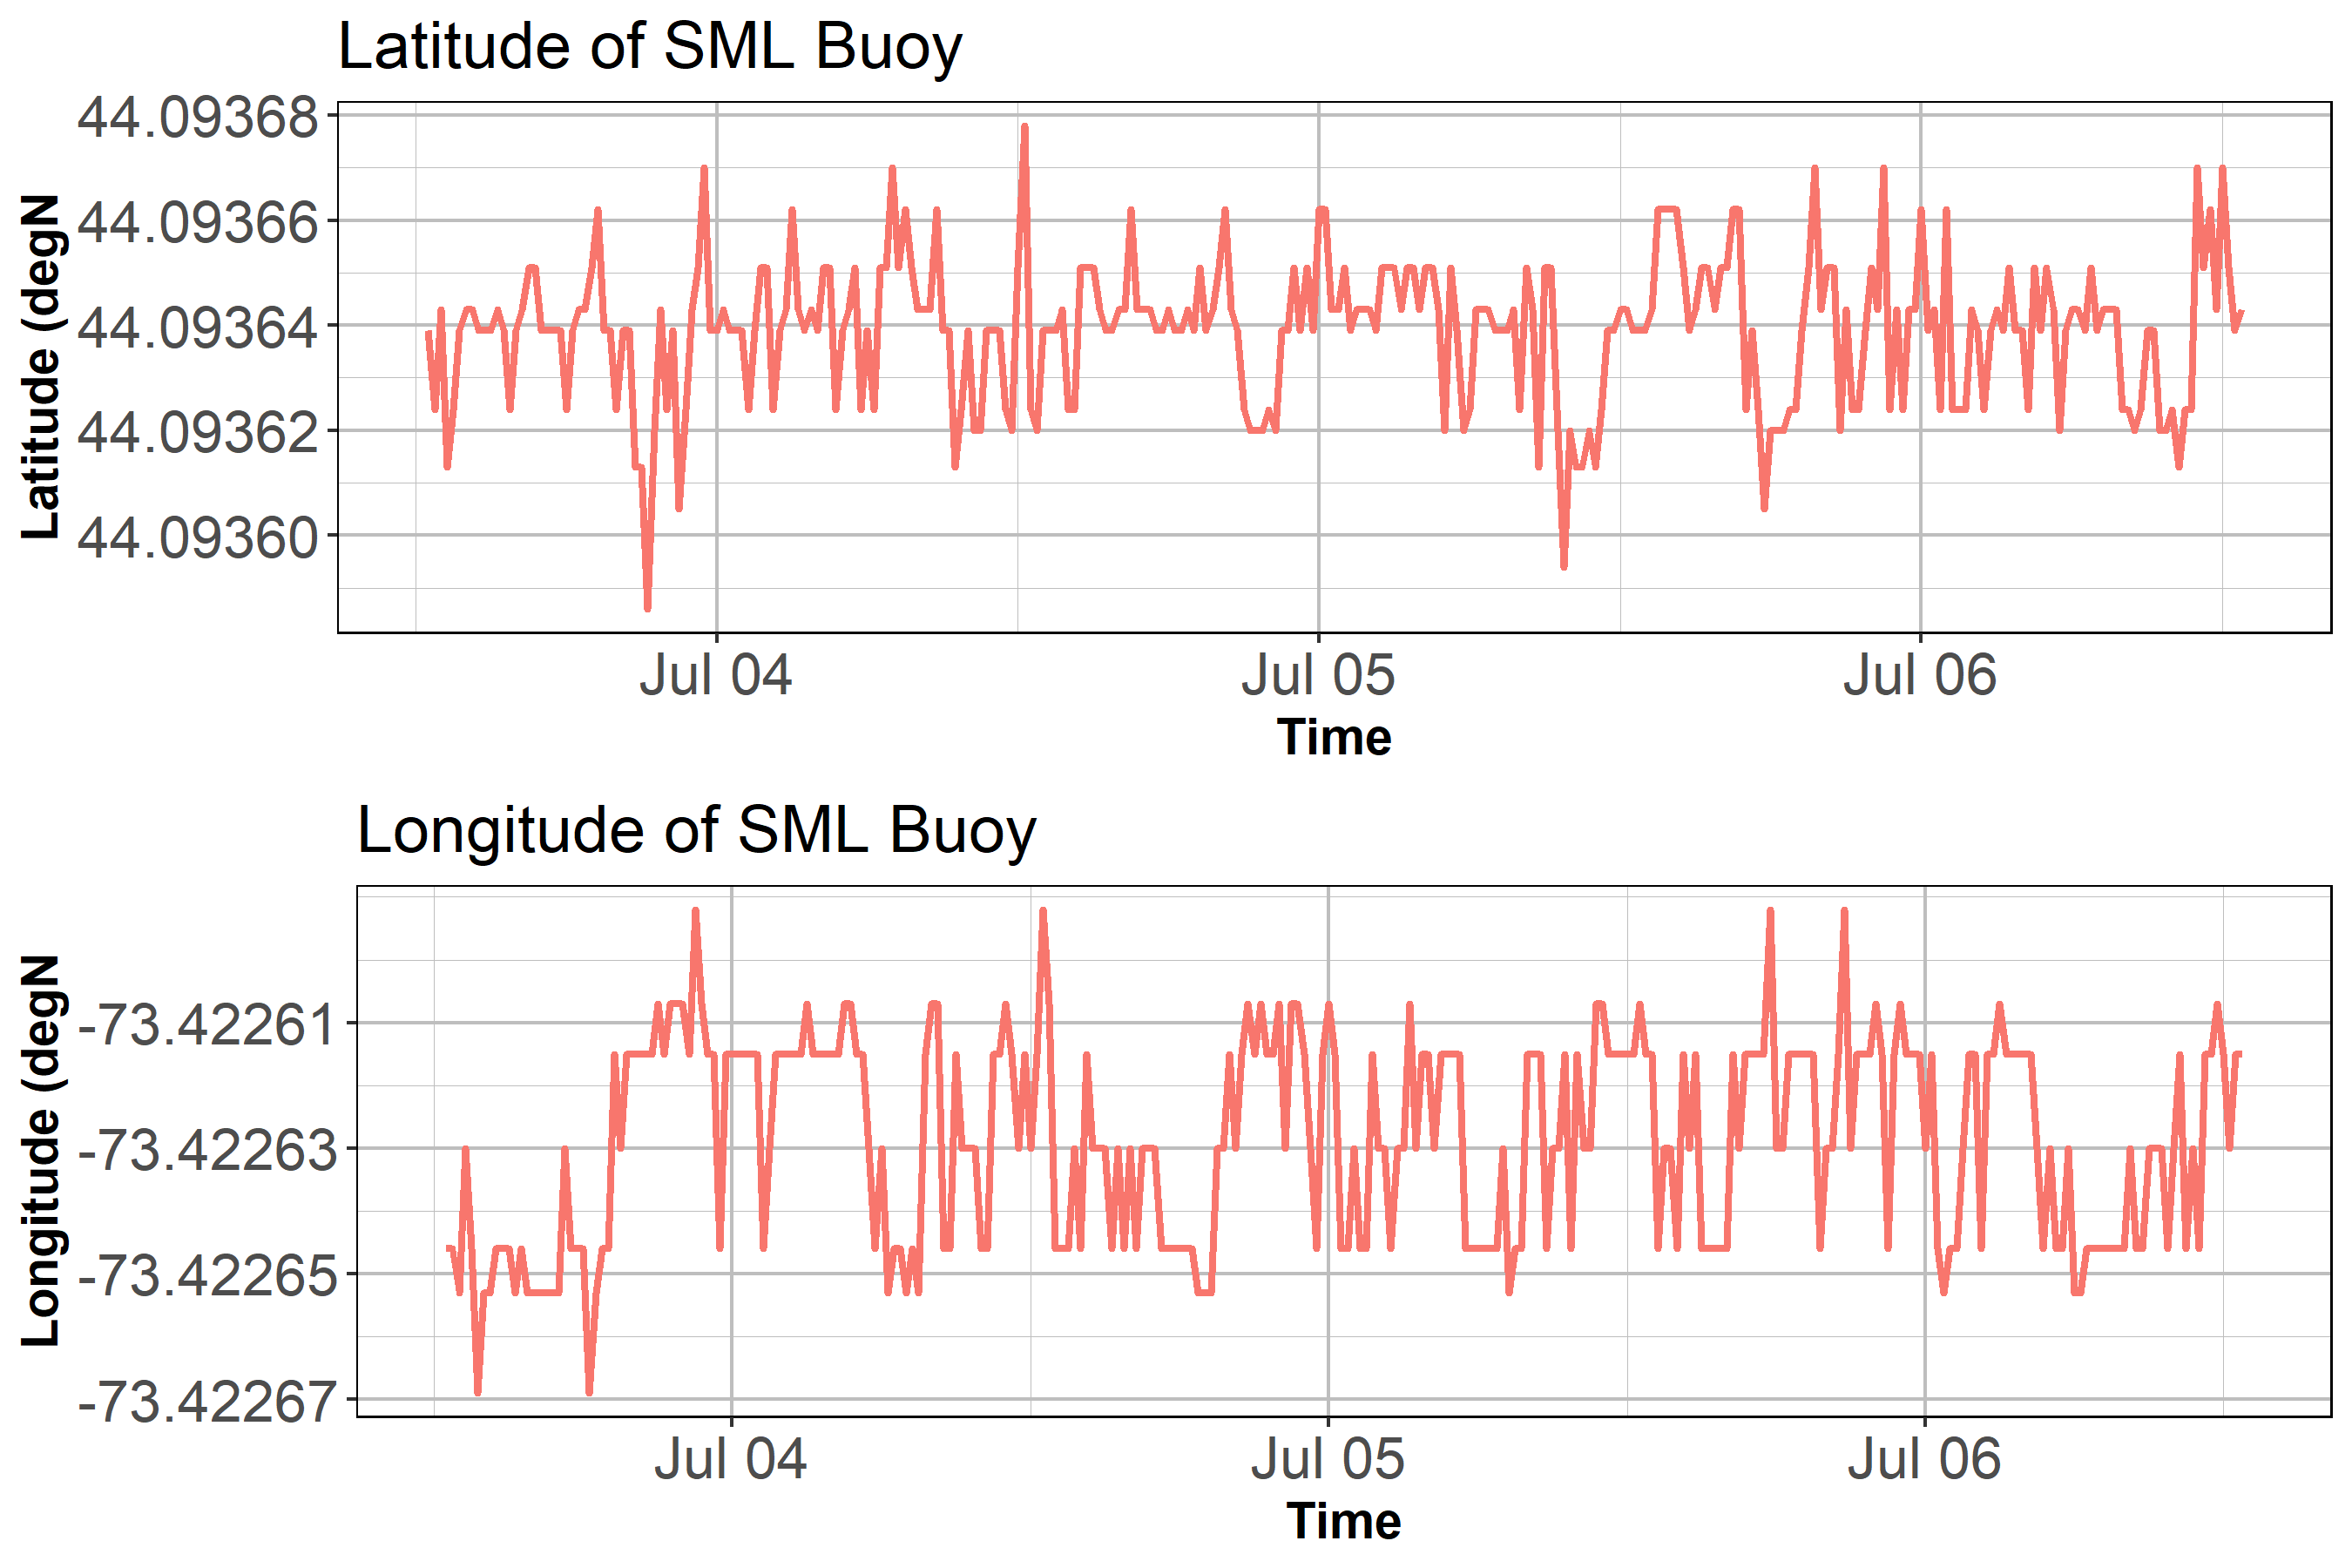 Latitude of SML Buoy
Latitude (degN
44.09368
44.09366
44.09364
44.09362
44.09360
Jul 04 Jul 05 Jul 06
Time
Longitude of SML Buoy
Longitude (degN
-73.42261
-73.42263
-73.42265
-73.42267
Jul 04 Jul 05 Jul 06
Time